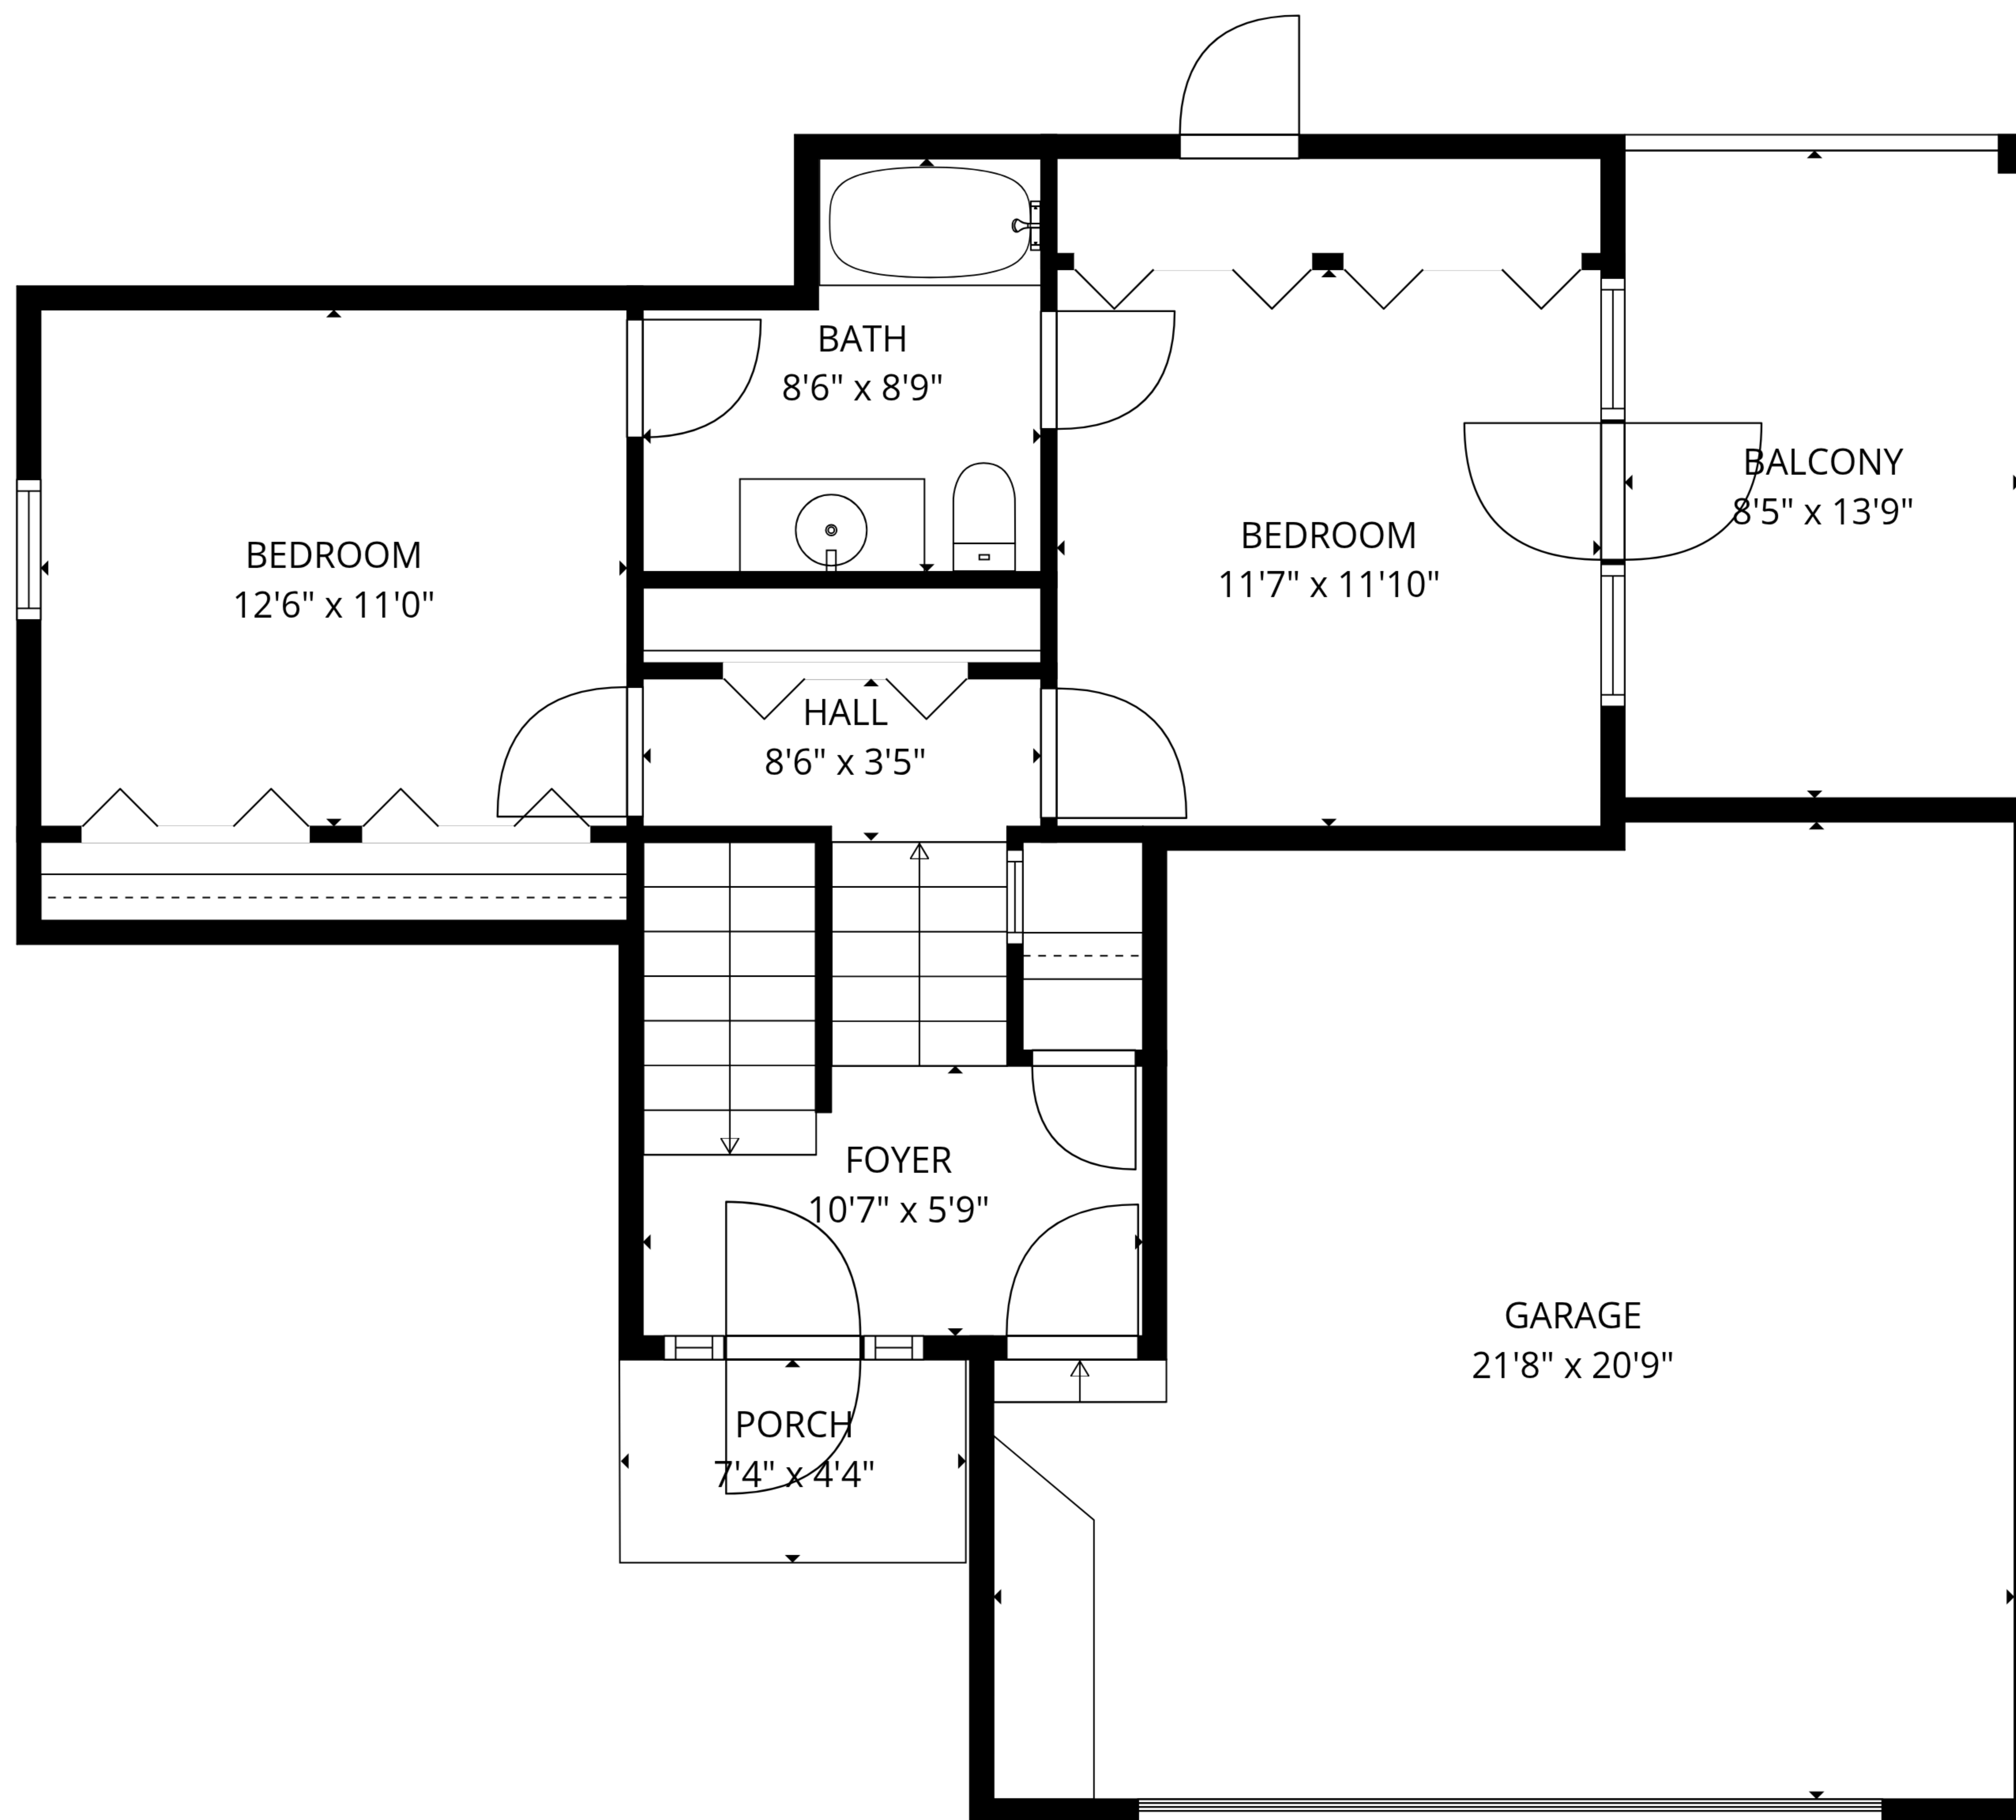 BATH
8'6" x 8'9"
BALCONY
8'5" x 13'9"
BEDROOM
12'6" x 11'0"
BEDROOM
11'7" x 11'10"
HALL
8'6" x 3'5"
FOYER
10'7" x 5'9"
GARAGE
21'8" x 20'9"
PORCH
7'4" x 4'4"